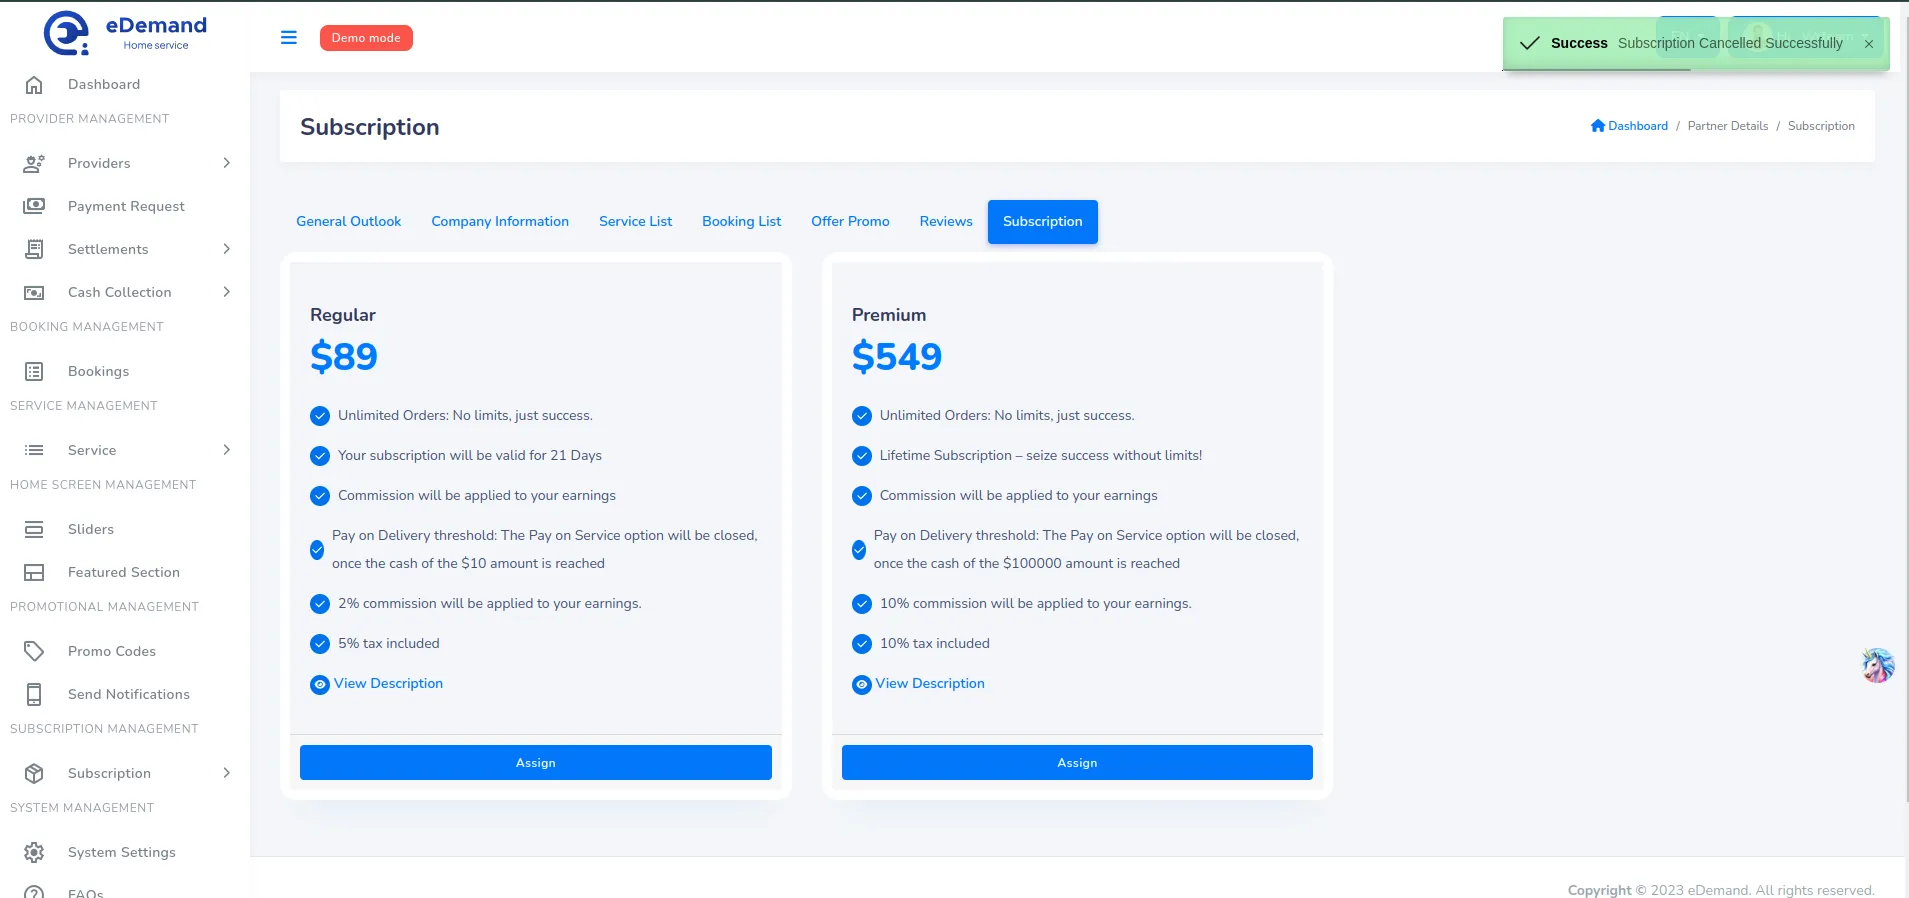 eDemand
Home service
Demo mode
Success Subscription Cancelled Successfully
Dashboard
PROVIDER MANAGEMENT
Providers
Payment Request
Settlements
Cash Collection
BOOKING MANAGEMENT
Bookings
SERVICE MANAGEMENT
Service
HOME SCREEN MANAGEMENT
Sliders
Featured Section
PROMOTIONAL MANAGEMENT
Promo Codes
Send Notifications
SUBSCRIPTION MANAGEMENT
Subscription
SYSTEM MANAGEMENT
System Settings
FAQs
Subscription
Dashboard / Partner Details / Subscription
General Outlook Company Information Service List Booking List Offer Promo Reviews Subscription
Regular
$89
Unlimited Orders: No limits, just success.
Your subscription will be valid for 21 Days
Commission will be applied to your earnings
Pay on Delivery threshold: The Pay on Service option will be closed,
once the cash of the $10 amount is reached
2% commission will be applied to your earnings.
5% tax included
View Description
Assign
Premium
$549
Unlimited Orders: No limits, just success.
Lifetime Subscription – seize success without limits!
Commission will be applied to your earnings
Pay on Delivery threshold: The Pay on Service option will be closed,
once the cash of the $100000 amount is reached
10% commission will be applied to your earnings.
10% tax included
View Description
Assign
Copyright © 2023 eDemand. All rights reserved.